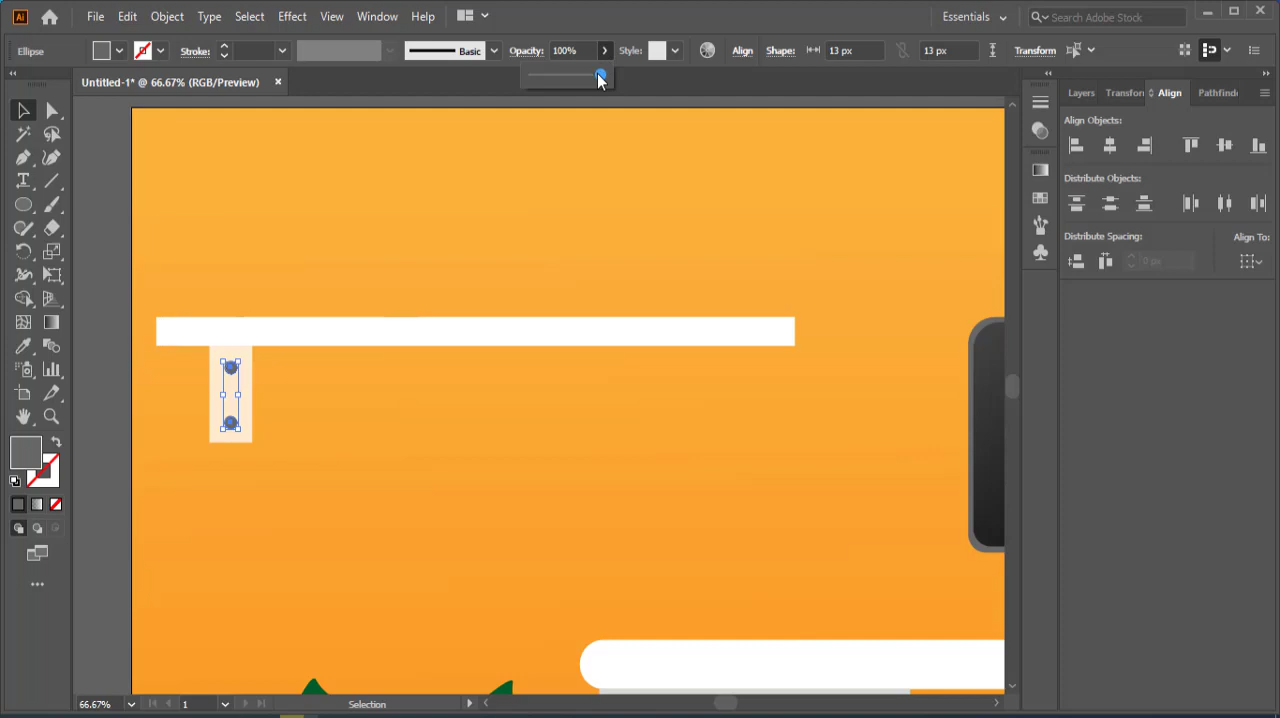 Ai File Edit Object Type Select Effect View Window Help Essentials Search Adobe Stock
Ellipse Stroke: Basic Opacity: 100% Style: Align Shape: 13 px 13 px Transform
Untitled-1* @ 66.67% (RGB/Preview) ×
Layers Transforn Align Pathfinde
Align Objects:
Distribute Objects:
Distribute Spacing: Align To:
0 px
66.67% 1 Selection